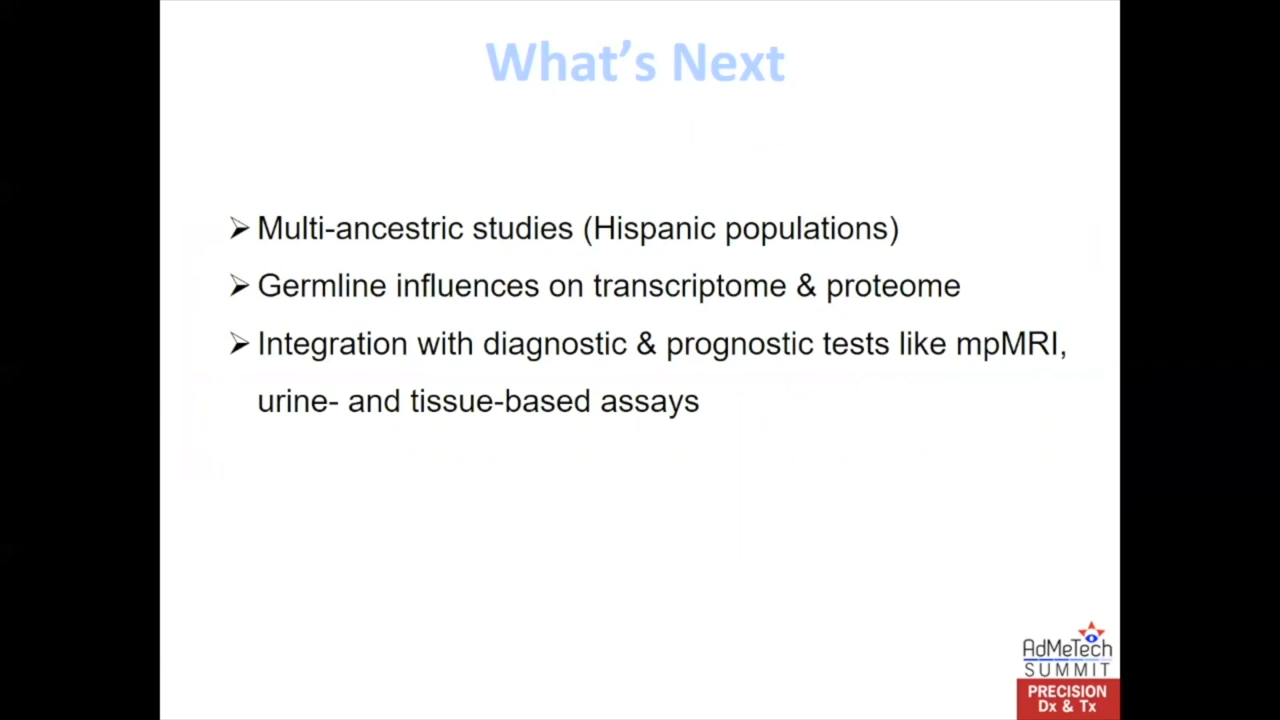 What’s Next
➢ Multi-ancestric studies (Hispanic populations)
➢ Germline influences on transcriptome & proteome
➢ Integration with diagnostic & prognostic tests like mpMRI,
urine- and tissue-based assays
AdMeTech
SUMMIT
PRECISION
Dx & Tx